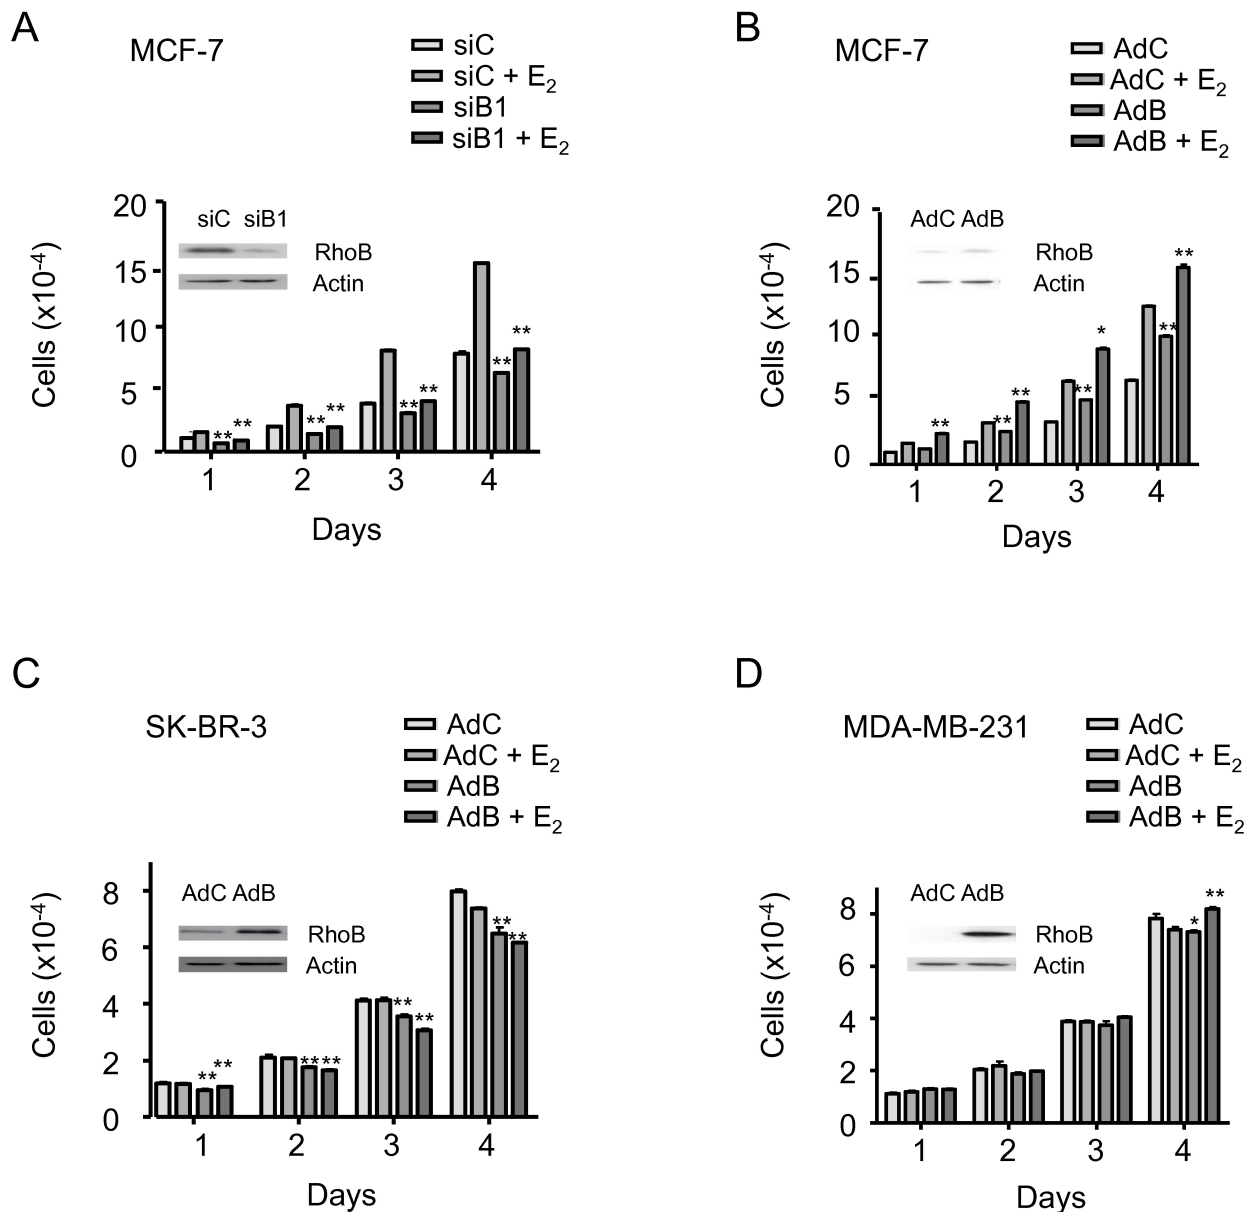 A
MCF-7
siC
siC + E2
siB1
siB1 + E2
20
15
10
5
0
Cells (x10-4)
siC siB1
RhoB
Actin
** **
** **
** **
** **
1 2 3 4
Days
B
MCF-7
AdC
AdC + E2
AdB
AdB + E2
20
15
10
5
0
Cells (x10-4)
AdC AdB
RhoB
Actin
**
** **
** *
** **
1 2 3 4
Days
C
SK-BR-3
AdC
AdC + E2
AdB
AdB + E2
8
6
4
2
0
Cells (x10-4)
AdC AdB
RhoB
Actin
** **
** **
** **
** **
1 2 3 4
Days
D
MDA-MB-231
AdC
AdC + E2
AdB
AdB + E2
8
6
4
2
0
Cells (x10-4)
AdC AdB
RhoB
Actin
* **
1 2 3 4
Days